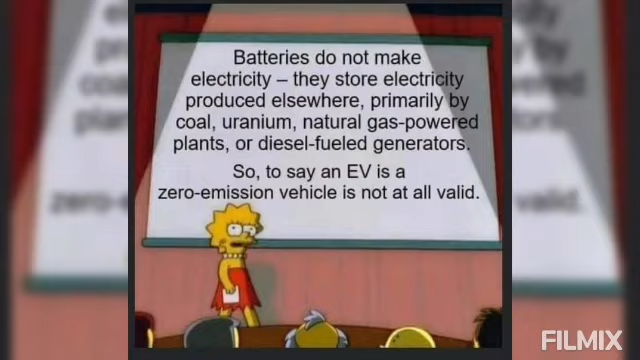 Batteries do not make
electricity – they store electricity
produced elsewhere, primarily by
coal, uranium, natural gas-powered
plants, or diesel-fueled generators.
So, to say an EV is a
zero-emission vehicle is not at all valid.
FILMIX